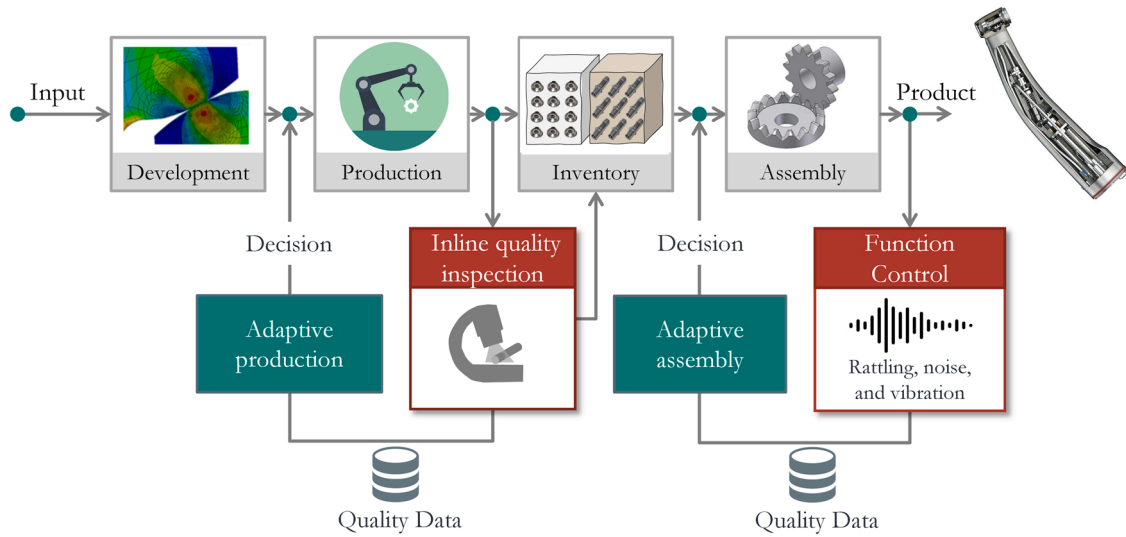 Input
Product
Development
Production
Inventory
Assembly
Decision
Inline quality
inspection
Decision
Function
Control
Adaptive
production
Adaptive
assembly
Rattling, noise,
and vibration
Quality Data
Quality Data